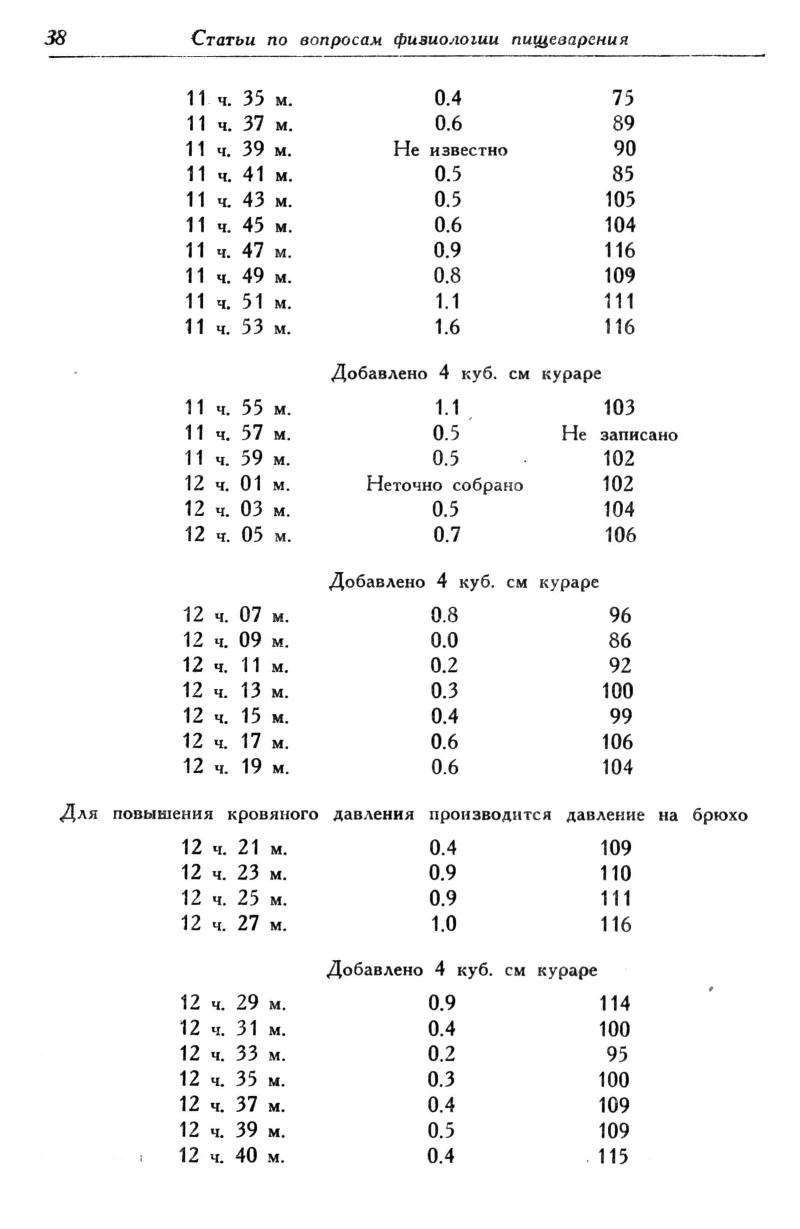 38 Статьи по вопросам физиологии пищеварения
11 ч. 35 м. 0.4 75
11 ч. 37 м. 0.6 89
11 ч. 39 м. Не известно 90
11 ч. 41 м. 0.5 85
11 ч. 43 м. 0.5 105
11 ч. 45 м. 0.6 104
11 ч. 47 м. 0.9 116
11 ч. 49 м. 0.8 109
11 ч. 51 м. 1.1 111
11 ч. 53 м. 1.6 116
Добавлено 4 куб. см кураре
11 ч. 55 м. 1.1 103
11 ч. 57 м. 0.5 Не записано
11 ч. 59 м. 0.5 102
12 ч. 01 м. Неточно собрано 102
12 ч. 03 м. 0.5 104
12 ч. 05 м. 0.7 106
Добавлено 4 куб. см кураре
12 ч. 07 м. 0.8 96
12 ч. 09 м. 0.0 86
12 ч. 11 м. 0.2 92
12 ч. 13 м. 0.3 100
12 ч. 15 м. 0.4 99
12 ч. 17 м. 0.6 106
12 ч. 19 м. 0.6 104
Для повышения кровяного давления производится давление на брюхо
12 ч. 21 м. 0.4 109
12 ч. 23 м. 0.9 110
12 ч. 25 м. 0.9 111
12 ч. 27 м. 1.0 116
Добавлено 4 куб. см кураре
12 ч. 29 м. 0.9 114
12 ч. 31 м. 0.4 100
12 ч. 33 м. 0.2 95
12 ч. 35 м. 0.3 100
12 ч. 37 м. 0.4 109
12 ч. 39 м. 0.5 109
12 ч. 40 м. 0.4 115